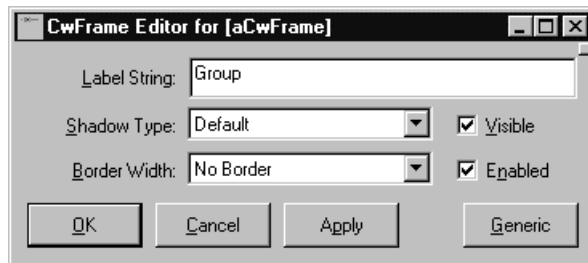 CwFrame Editor for [aCwFrame]
Label String: Group
Shadow Type: Default Visible
Border Width: No Border Enabled
OK Cancel Apply Generic